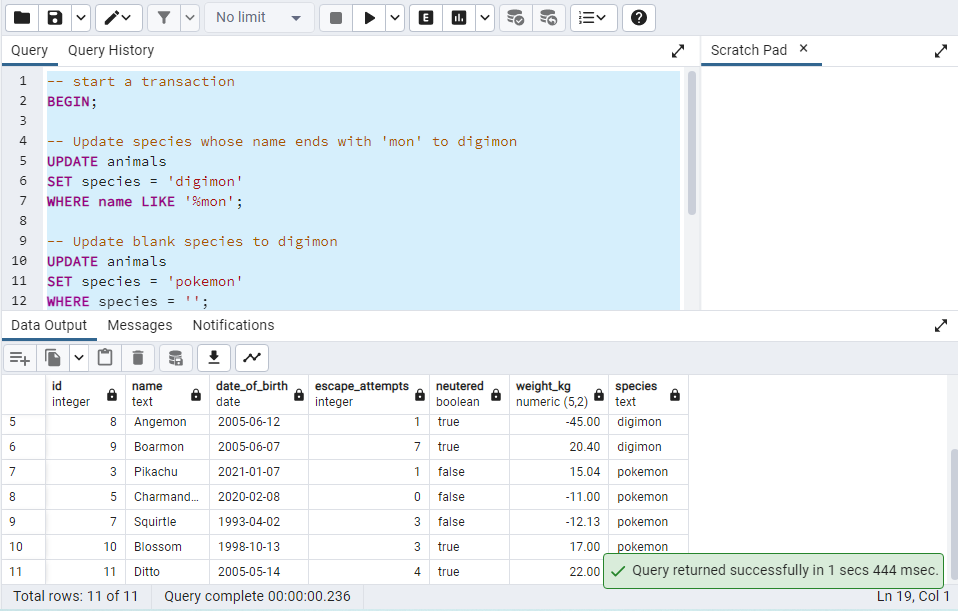 No limit
E
Query Query History Scratch Pad
1 -- start a transaction
2 BEGIN;
3
4 -- Update species whose name ends with 'mon' to digimon
5 UPDATE animals
6 SET species = 'digimon'
7 WHERE name LIKE '%mon';
8
9 -- Update blank species to digimon
10 UPDATE animals
11 SET species = 'pokemon'
12 WHERE species = '';
Data Output Messages Notifications
id name date_of_birth escape_attempts neutered weight_kg species
integer text date integer boolean numeric (5,2) text
5 8 Angemon 2005-06-12 1 true -45.00 digimon
6 9 Boarmon 2005-06-07 7 true 20.40 digimon
7 3 Pikachu 2021-01-07 1 false 15.04 pokemon
8 5 Charmand... 2020-02-08 0 false -11.00 pokemon
9 7 Squirtle 1993-04-02 3 false -12.13 pokemon
10 10 Blossom 1998-10-13 3 true 17.00 pokemon
11 11 Ditto 2005-05-14 4 true 22.00
Query returned successfully in 1 secs 444 msec.
Total rows: 11 of 11 Query complete 00:00:00.236 Ln 19, Col 1